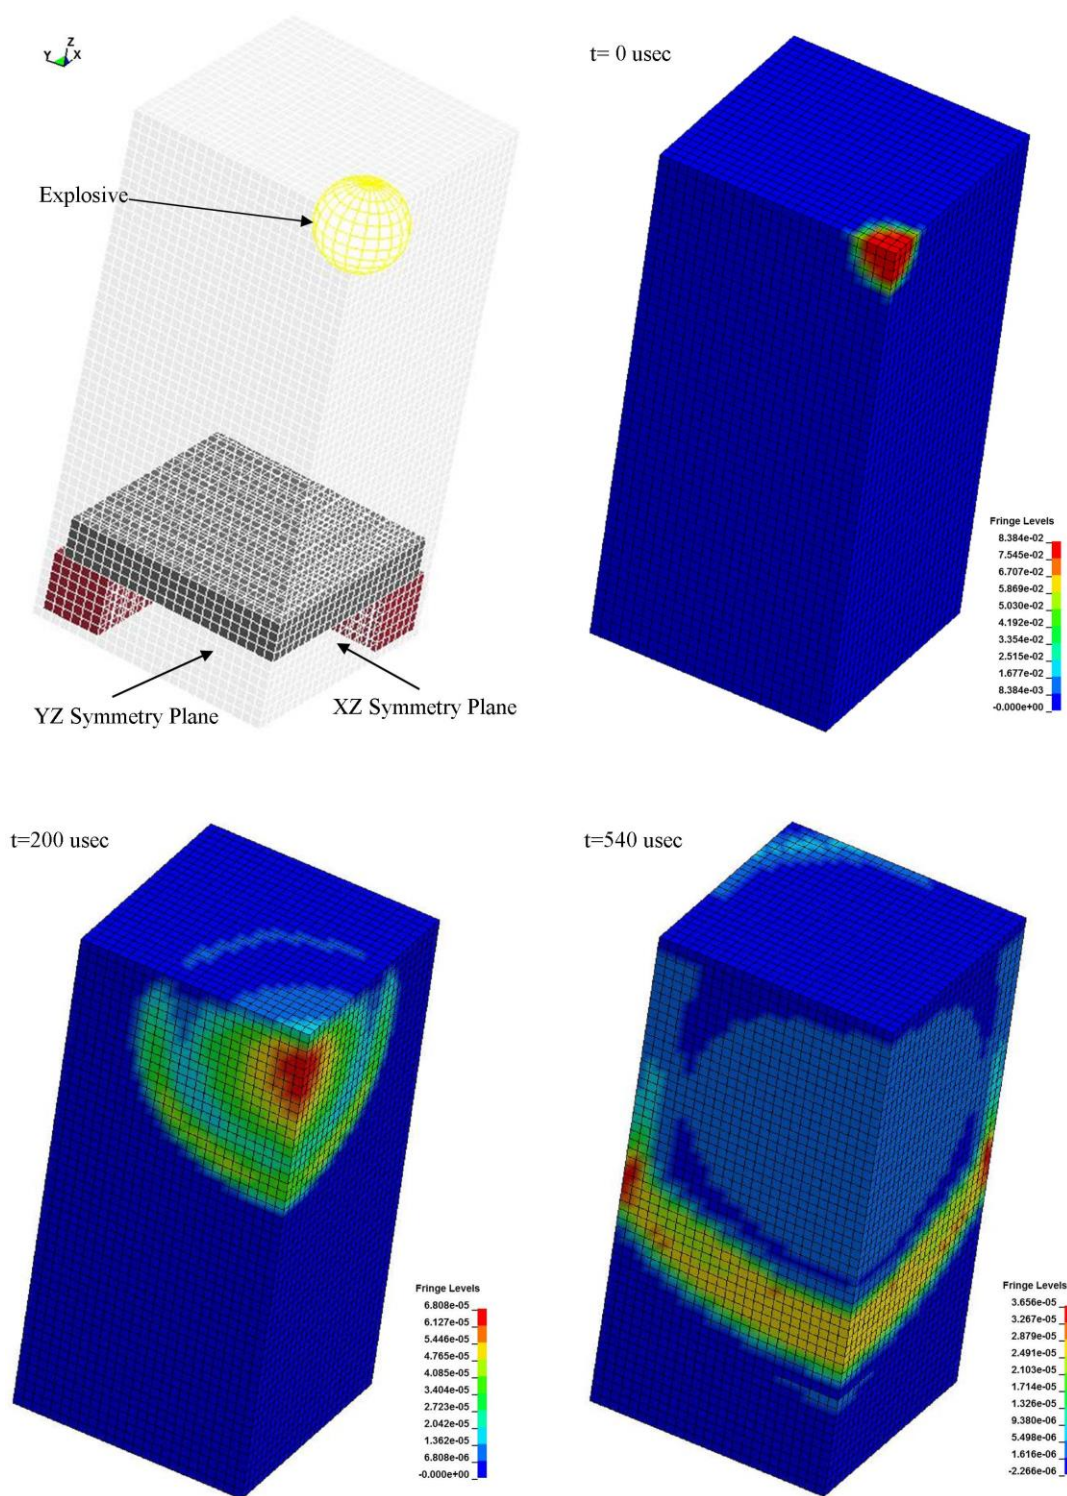 Z
Y X
t= 0 usec
Explosive
YZ Symmetry Plane
XZ Symmetry Plane
Fringe Levels
8.384e-02
7.545e-02
6.707e-02
5.869e-02
5.030e-02
4.192e-02
3.354e-02
2.515e-02
1.677e-02
8.384e-03
-0.000e+00
t=200 usec
Fringe Levels
6.808e-05
6.127e-05
5.446e-05
4.765e-05
4.085e-05
3.404e-05
2.723e-05
2.042e-05
1.362e-05
6.808e-06
-0.000e+00
t=540 usec
Fringe Levels
3.656e-05
3.267e-05
2.879e-05
2.491e-05
2.103e-05
1.714e-05
1.326e-05
9.380e-06
5.498e-06
1.616e-06
-2.266e-06